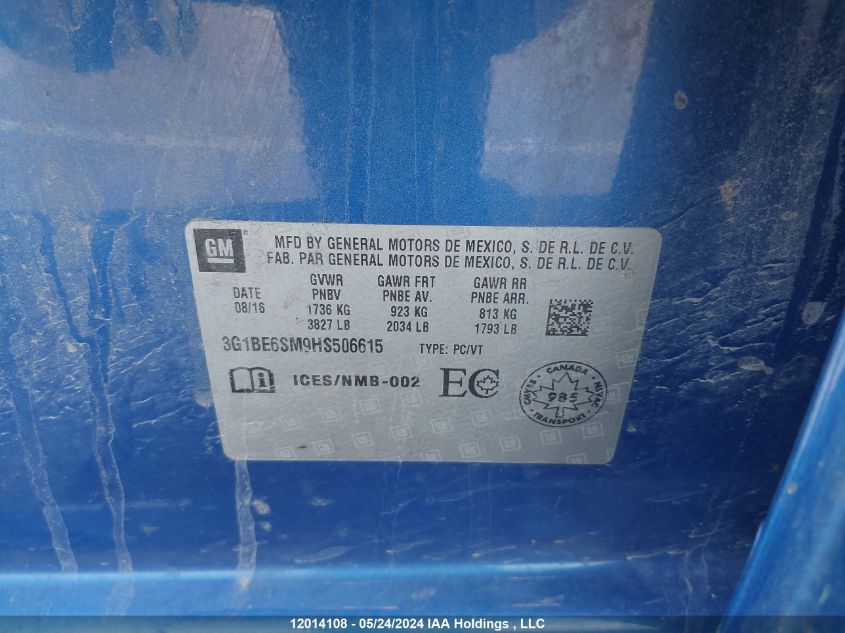 GM ®
MFD BY GENERAL MOTORS DE MEXICO, S. DE R.L. DE C.V.
FAB. PAR GENERAL MOTORS DE MEXICO, S. DE R.L. DE C.V.
GVWR GAWR FRT GAWR RR
DATE PNBV PNBE AV. PNBE ARR.
08/16 1736 KG 923 KG 813 KG
3827 LB 2034 LB 1793 LB
3G1BE6SM9HS506615 TYPE: PC/VT
i ICES/NMB-002 EC
CANADA
CMVSS 985 NSVAC
TRANSPORT
12014108 - 05/24/2024 IAA Holdings , LLC